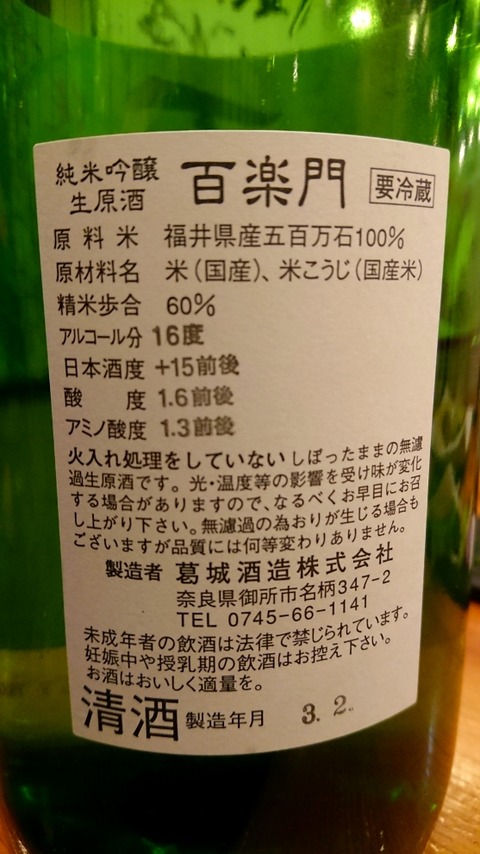 純米吟醸 百楽門 要冷蔵
生原酒
原料米 福井県産五百万石100%
原材料名 米(国産)、米こうじ(国産米)
精米歩合 60%
アルコール分 16度
日本酒度 +15前後
酸度 1.6前後
アミノ酸度 1.3前後
火入れ処理をしていないしぼったままの無濾
過生原酒です。光・温度等の影響を受け味が変化
する場合がありますので、なるべくお早目にお召
し上がり下さい。無濾過の為おりが生じる場合も
ございますが品質には何等変わりありません。
製造者 葛城酒造株式会社
奈良県御所市名柄347-2
TEL 0745-66-1141
未成年者の飲酒は法律で禁じられています。
妊娠中や授乳期の飲酒はお控え下さい。
お酒はおいしく適量を。
清酒 製造年月 3.2.